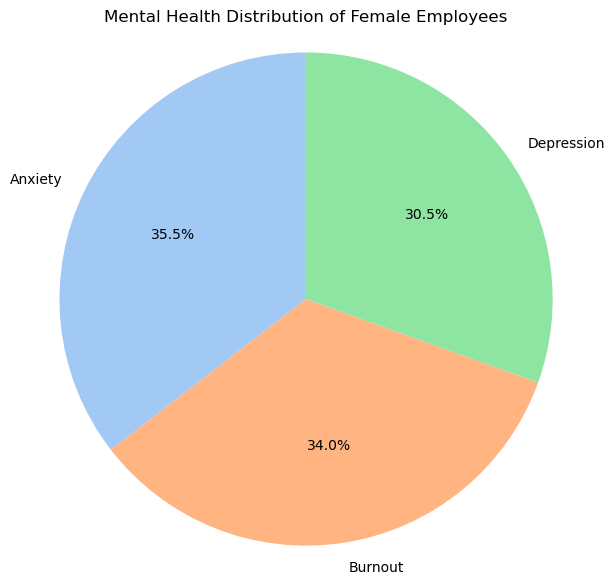 Mental Health Distribution of Female Employees
Depression
Anxiety
30.5%
35.5%
34.0%
Burnout